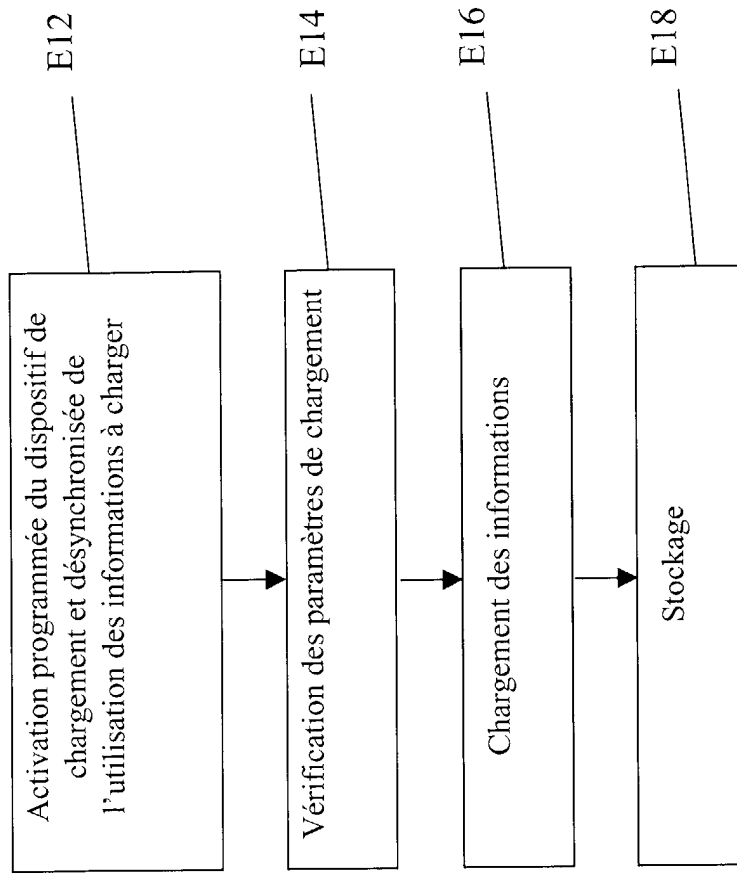 Activation programmée du dispositif de
chargement et désynchronisée de
l’utilisation des informations à charger
E12
Vérification des paramètres de chargement
E14
Chargement des informations
E16
Stockage
E18